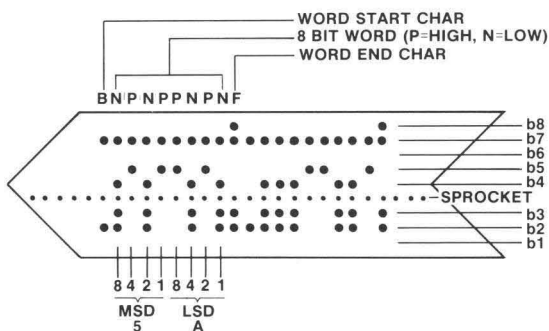 WORD START CHAR
8 BIT WORD (P=HIGH, N=LOW)
WORD END CHAR
B N P N P P N P N F
b8
b7
b6
b5
b4
SPROCKET
b3
b2
b1
8 4 2 1 8 4 2 1
MSD LSD
5 A